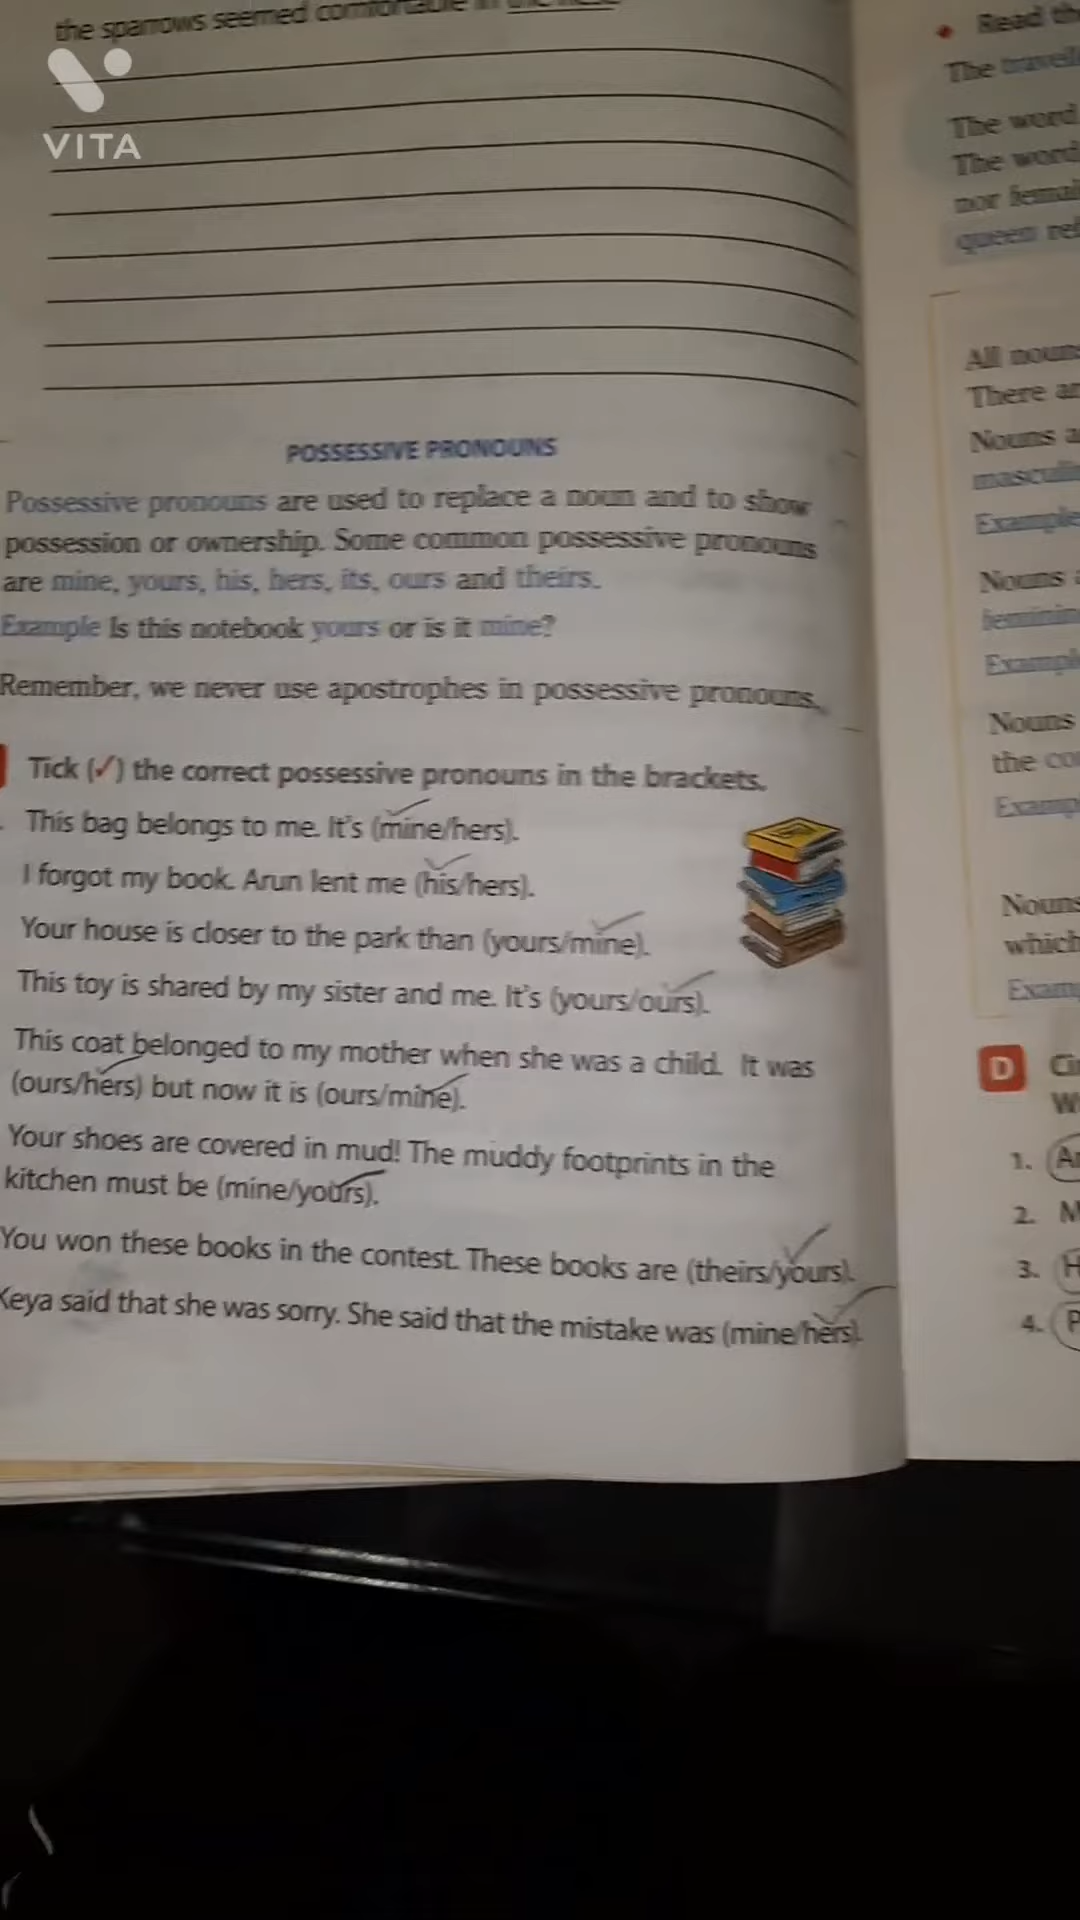 the sparrows seemed comfortable in
VITA
POSSESSIVE PRONOUNS
Possessive pronouns are used to replace a noun and to show
possession or ownership. Some common possessive pronouns
are mine, yours, his, hers, its, ours and theirs.
Example Is this notebook yours or is it mine?
Remember, we never use apostrophes in possessive pronouns.
Tick (✓) the correct possessive pronouns in the brackets.
This bag belongs to me. It's (mine/hers).
I forgot my book. Arun lent me (his/hers).
Your house is closer to the park than (yours/mine).
This toy is shared by my sister and me. It's (yours/ours).
This coat belonged to my mother when she was a child. It was
(ours/hers) but now it is (ours/mine).
Your shoes are covered in mud! The muddy footprints in the
kitchen must be (mine/yours).
You won these books in the contest. These books are (theirs/yours).
Keya said that she was sorry. She said that the mistake was (mine/hers).
Read
The
The word
The word
nor
queen
All
There
Nouns
Example
Nouns
Nouns
the
Nouns
which
D
1.
2. M
3. H
4. P